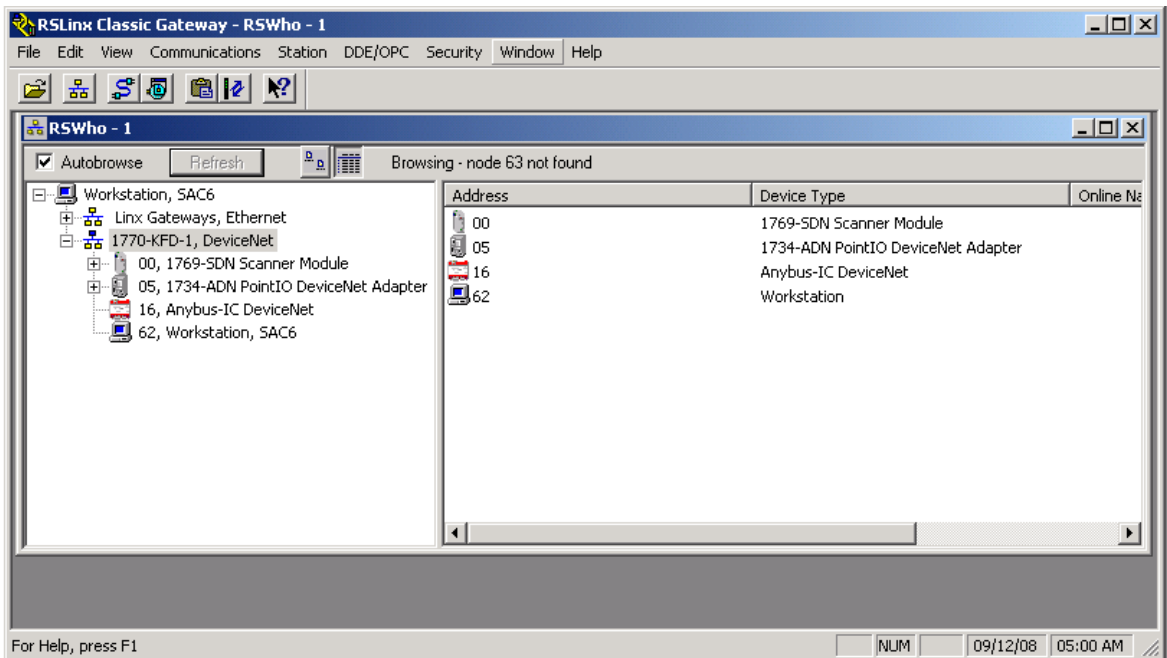 RSLinx Classic Gateway - RSWho - 1
File Edit View Communications Station DDE/OPC Security Window Help
RSWho - 1
Autobrowse Refresh Browsing - node 63 not found
Workstation, SAC6
Linx Gateways, Ethernet
1770-KFD-1, DeviceNet
00, 1769-SDN Scanner Module
05, 1734-ADN PointIO DeviceNet Adapter
16, Anybus-IC DeviceNet
62, Workstation, SAC6
Address Device Type Online Na
00 1769-SDN Scanner Module
05 1734-ADN PointIO DeviceNet Adapter
16 Anybus-IC DeviceNet
62 Workstation
For Help, press F1 NUM 09/12/08 05:00 AM